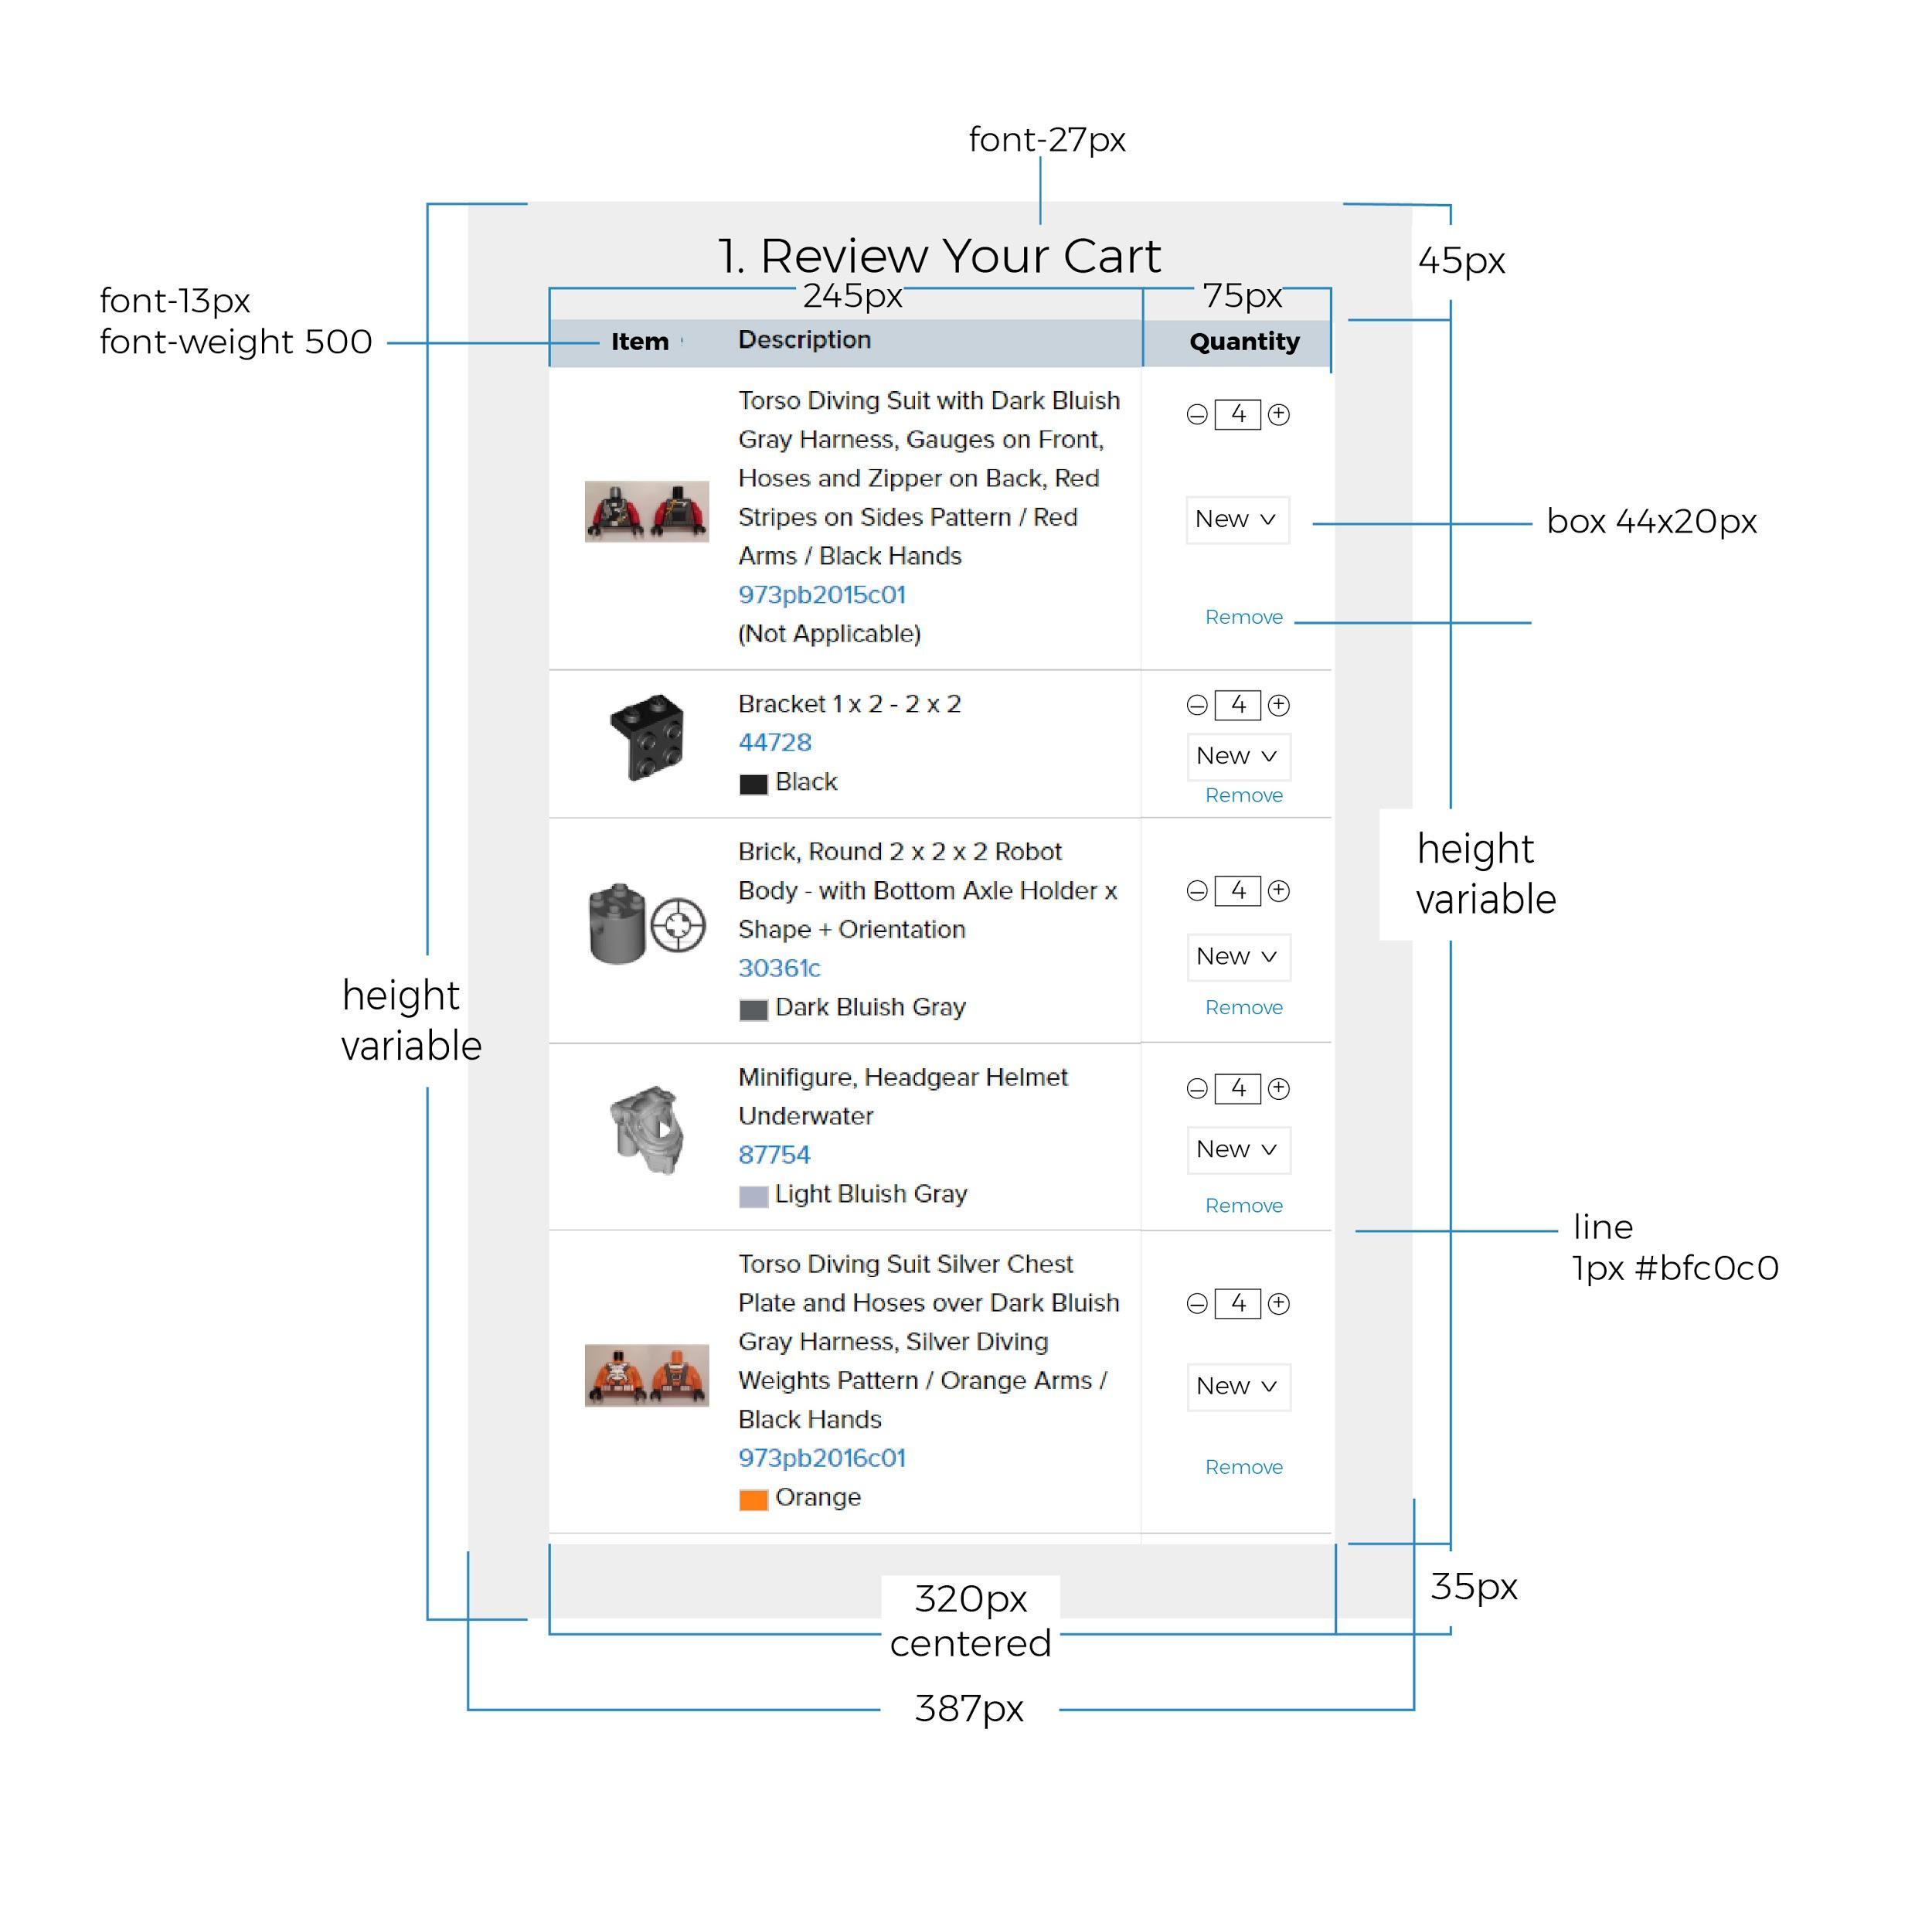 font-27px
1. Review Your Cart
45px
245px
75px
font-13px
font-weight 500
Item
Description
Quantity
Torso Diving Suit with Dark Bluish
Gray Harness, Gauges on Front,
Hoses and Zipper on Back, Red
Stripes on Sides Pattern / Red
Arms / Black Hands
973pb2015c01
(Not Applicable)
4
New
Remove
box 44x20px
Bracket 1 x 2 - 2 x 2
44728
Black
4
New
Remove
height
variable
Brick, Round 2 x 2 x 2 Robot
Body - with Bottom Axle Holder x
Shape + Orientation
30361c
Dark Bluish Gray
4
New
Remove
height
variable
Minifigure, Headgear Helmet
Underwater
87754
Light Bluish Gray
4
New
Remove
line
1px #bfc0c0
Torso Diving Suit Silver Chest
Plate and Hoses over Dark Bluish
Gray Harness, Silver Diving
Weights Pattern / Orange Arms /
Black Hands
973pb2016c01
Orange
4
New
Remove
35px
320px
centered
387px